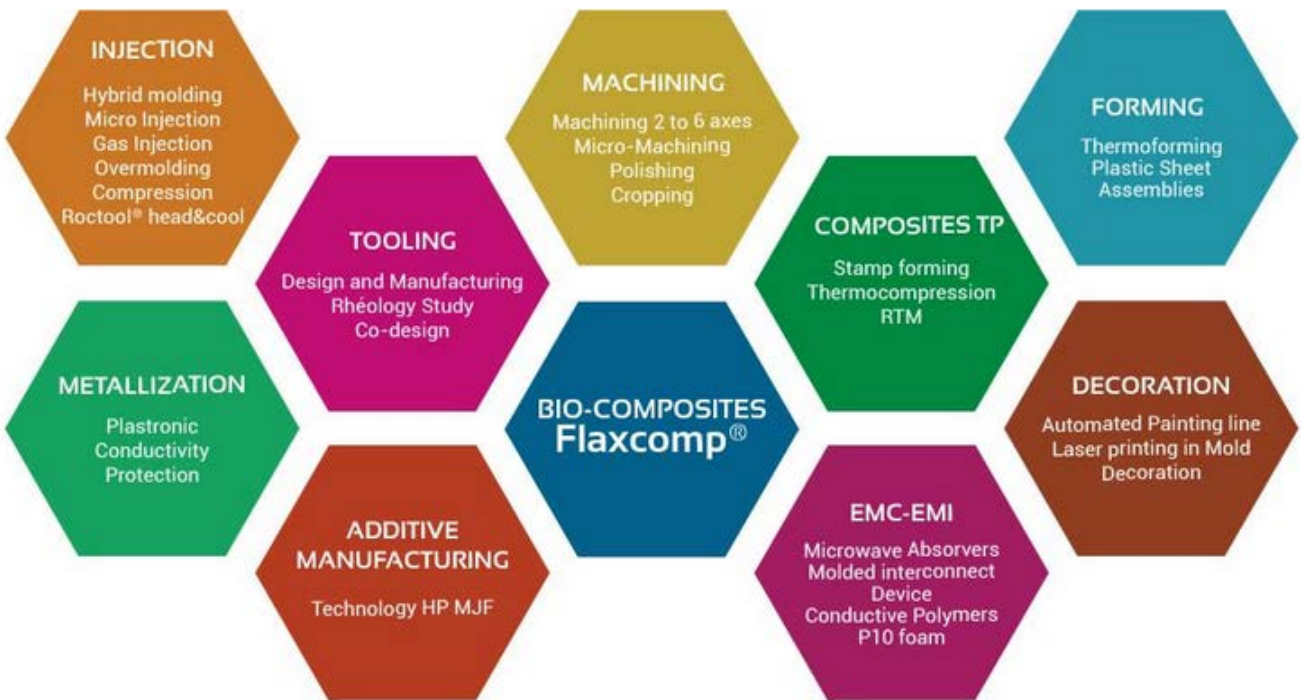 INJECTION
Hybrid molding
Micro Injection
Gas Injection
Overmolding
Compression
Roctool® head&cool
MACHINING
Machining 2 to 6 axes
Micro-Machining
Polishing
Cropping
FORMING
Thermoforming
Plastic Sheet
Assemblies
TOOLING
Design and Manufacturing
Rhéology Study
Co-design
COMPOSITES TP
Stamp forming
Thermocompression
RTM
METALLIZATION
Plastronic
Conductivity
Protection
BIO-COMPOSITES
Flaxcomp®
DECORATION
Automated Painting line
Laser printing in Mold
Decoration
ADDITIVE
MANUFACTURING
Technology HP MJF
EMC-EMI
Microwave Absorvers
Molded interconnect
Device
Conductive Polymers
P10 foam